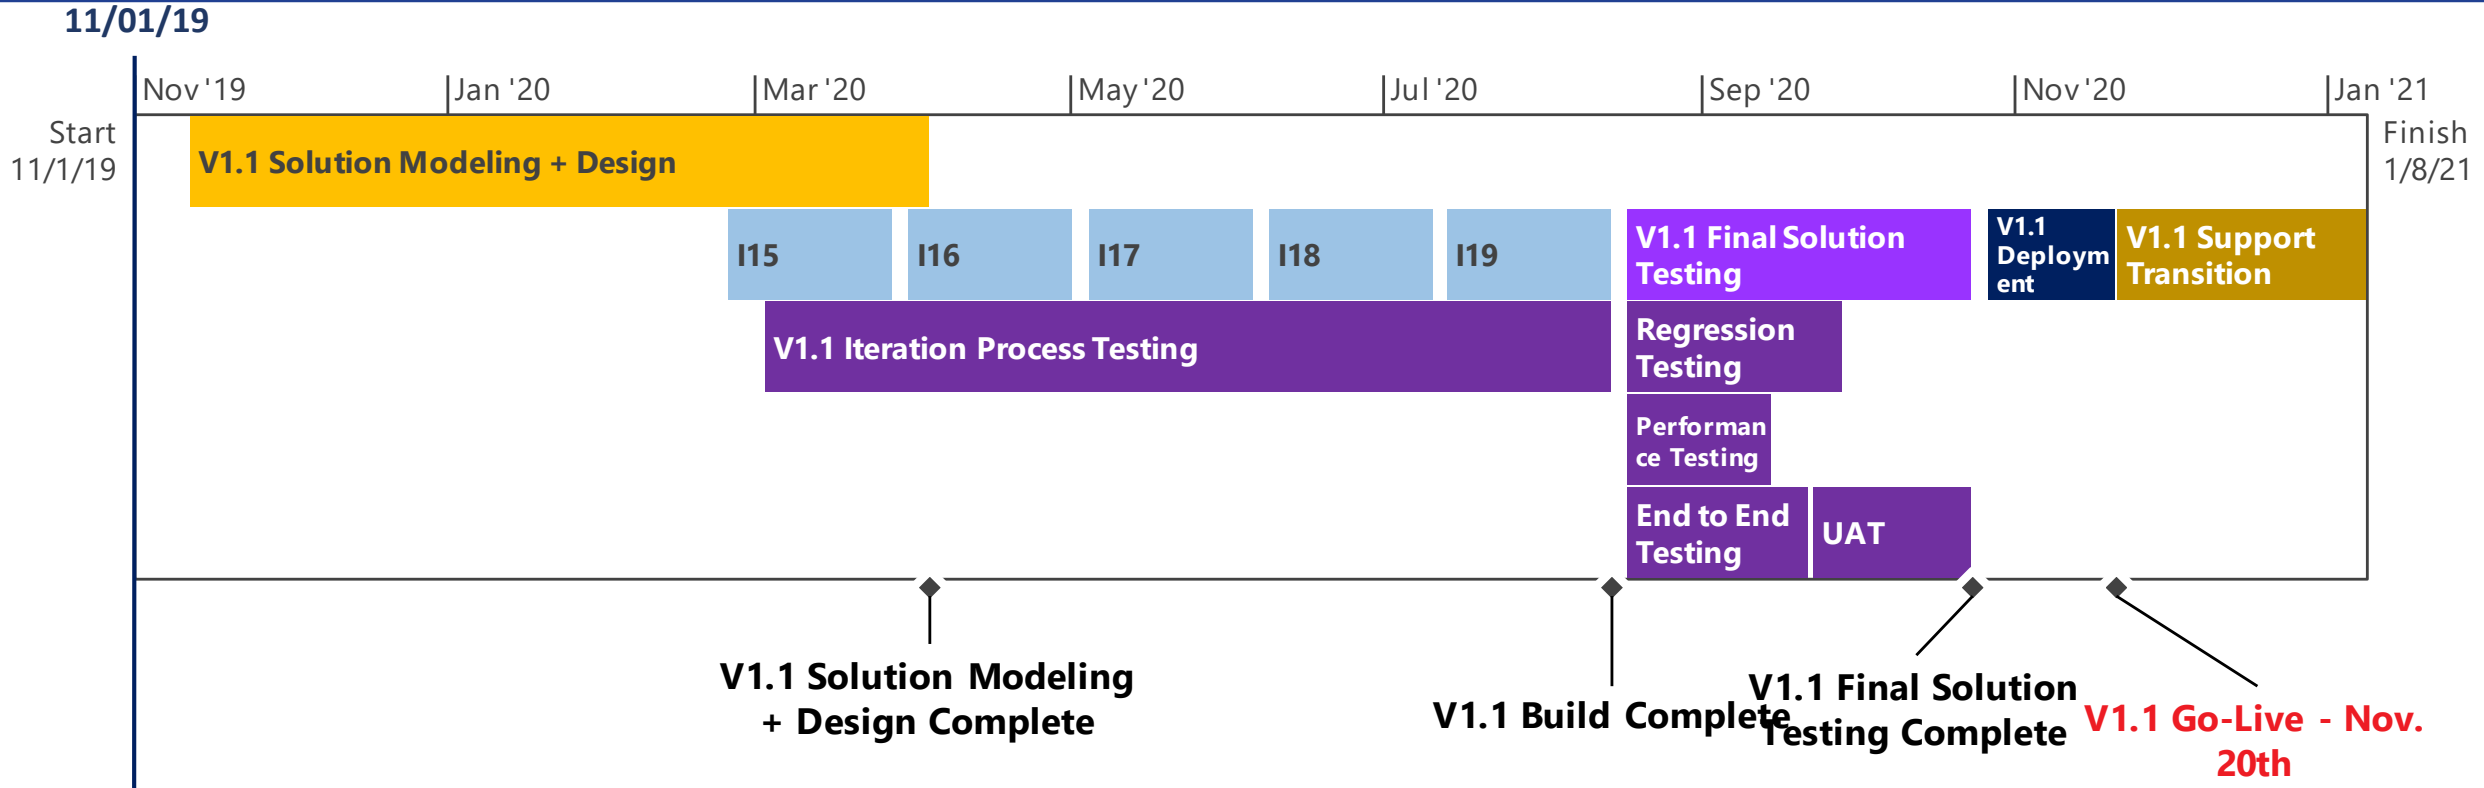 11/01/19
Nov '19
Jan '20
Mar '20
May '20
Jul '20
Sep '20
Nov '20
Jan '21
Start
11/1/19
Finish
1/8/21
V1.1 Solution Modeling + Design
I15
I16
I17
I18
I19
V1.1 Final Solution
Testing
V1.1
Deploym
ent
V1.1 Support
Transition
V1.1 Iteration Process Testing
Regression
Testing
Performan
ce Testing
End to End
Testing
UAT
V1.1 Solution Modeling
+ Design Complete
V1.1 Build Complete
V1.1 Final Solution
Testing Complete
V1.1 Go-Live - Nov.
20th